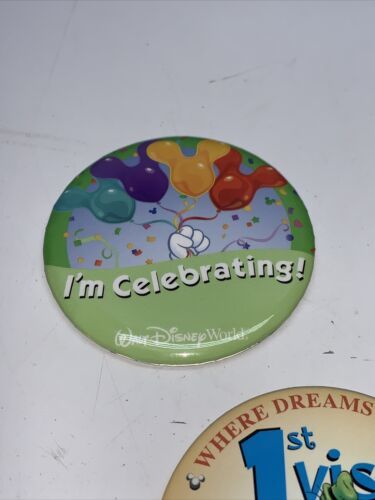 I'm Celebrating!
Walt Disney World.
WHERE DREAMS
1st
Vis